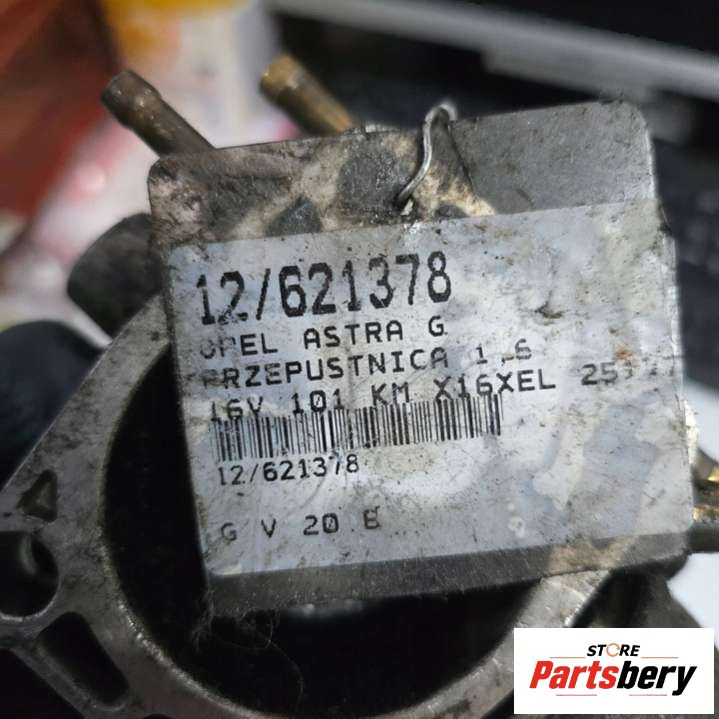 12/621378
OPEL ASTRA G
PRZEPUSTNICA 1.6
16V 101 KM X16XEL
12/621378
G V 20 E
STORE
Partsbery